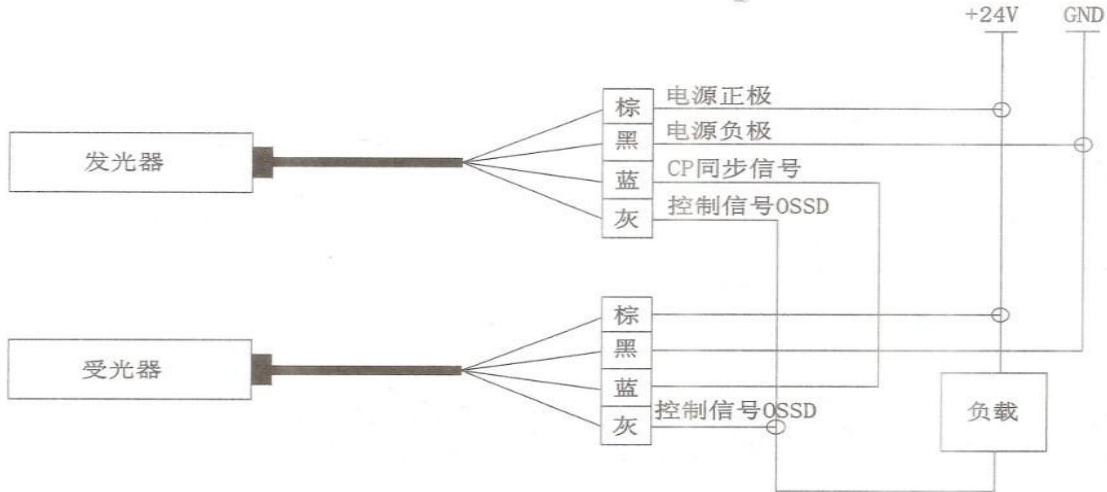 +24V GND
棕 电源正极
黑 电源负极
发光器
蓝 CP同步信号
灰 控制信号OSSD
棕
黑
受光器
蓝
灰 控制信号OSSD
负载